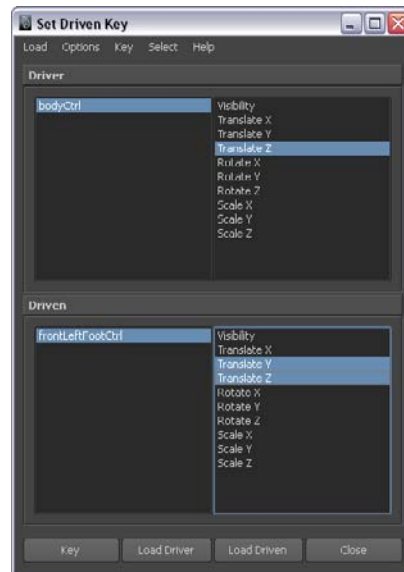 Set Driven Key
Load Options Key Select Help
Driver
bodyCtrl
Visibility
Translate X
Translate Y
Translate Z
Rotate X
Rotate Y
Rotate Z
Scale X
Scale Y
Scale Z
Driven
frontLeftFootCtrl
Visibility
Translate X
Translate Y
Translate Z
Rotate X
Rotate Y
Rotate Z
Scale X
Scale Y
Scale Z
Key Load Driver Load Driven Close